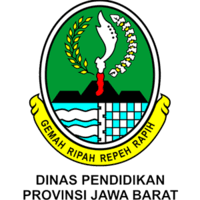 GEMAH RIPAH REPEH RAPIH
DINAS PENDIDIKAN
PROVINSI JAWA BARAT